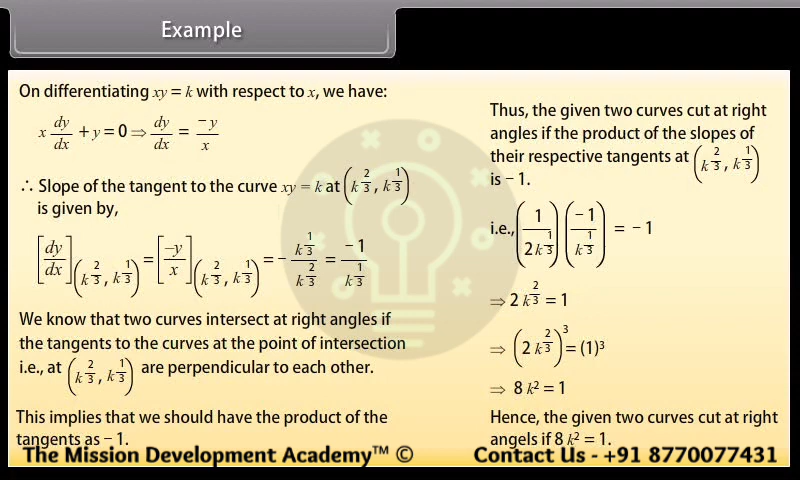 Example
On differentiating xy = k with respect to x, we have:
x dy/dx + y = 0 ⇒ dy/dx = −y/x
∴ Slope of the tangent to the curve xy = k at (k^(2/3), k^(1/3))
is given by,
[dy/dx](k^(2/3), k^(1/3)) = [−y/x](k^(2/3), k^(1/3)) = − k^(1/3)/k^(2/3) = −1/k^(1/3)
We know that two curves intersect at right angles if
the tangents to the curves at the point of intersection
i.e., at (k^(2/3), k^(1/3)) are perpendicular to each other.
This implies that we should have the product of the
tangents as − 1.
Thus, the given two curves cut at right
angles if the product of the slopes of
their respective tangents at (k^(2/3), k^(1/3))
is − 1.
i.e., (1/2k^(1/3)) (−1/k^(1/3)) = − 1
⇒ 2 k^(2/3) = 1
⇒ (2 k^(2/3))³ = (1)³
⇒ 8 k² = 1
Hence, the given two curves cut at right
angels if 8 k² = 1.
The Mission Development Academy™ ©
Contact Us - +91 8770077431